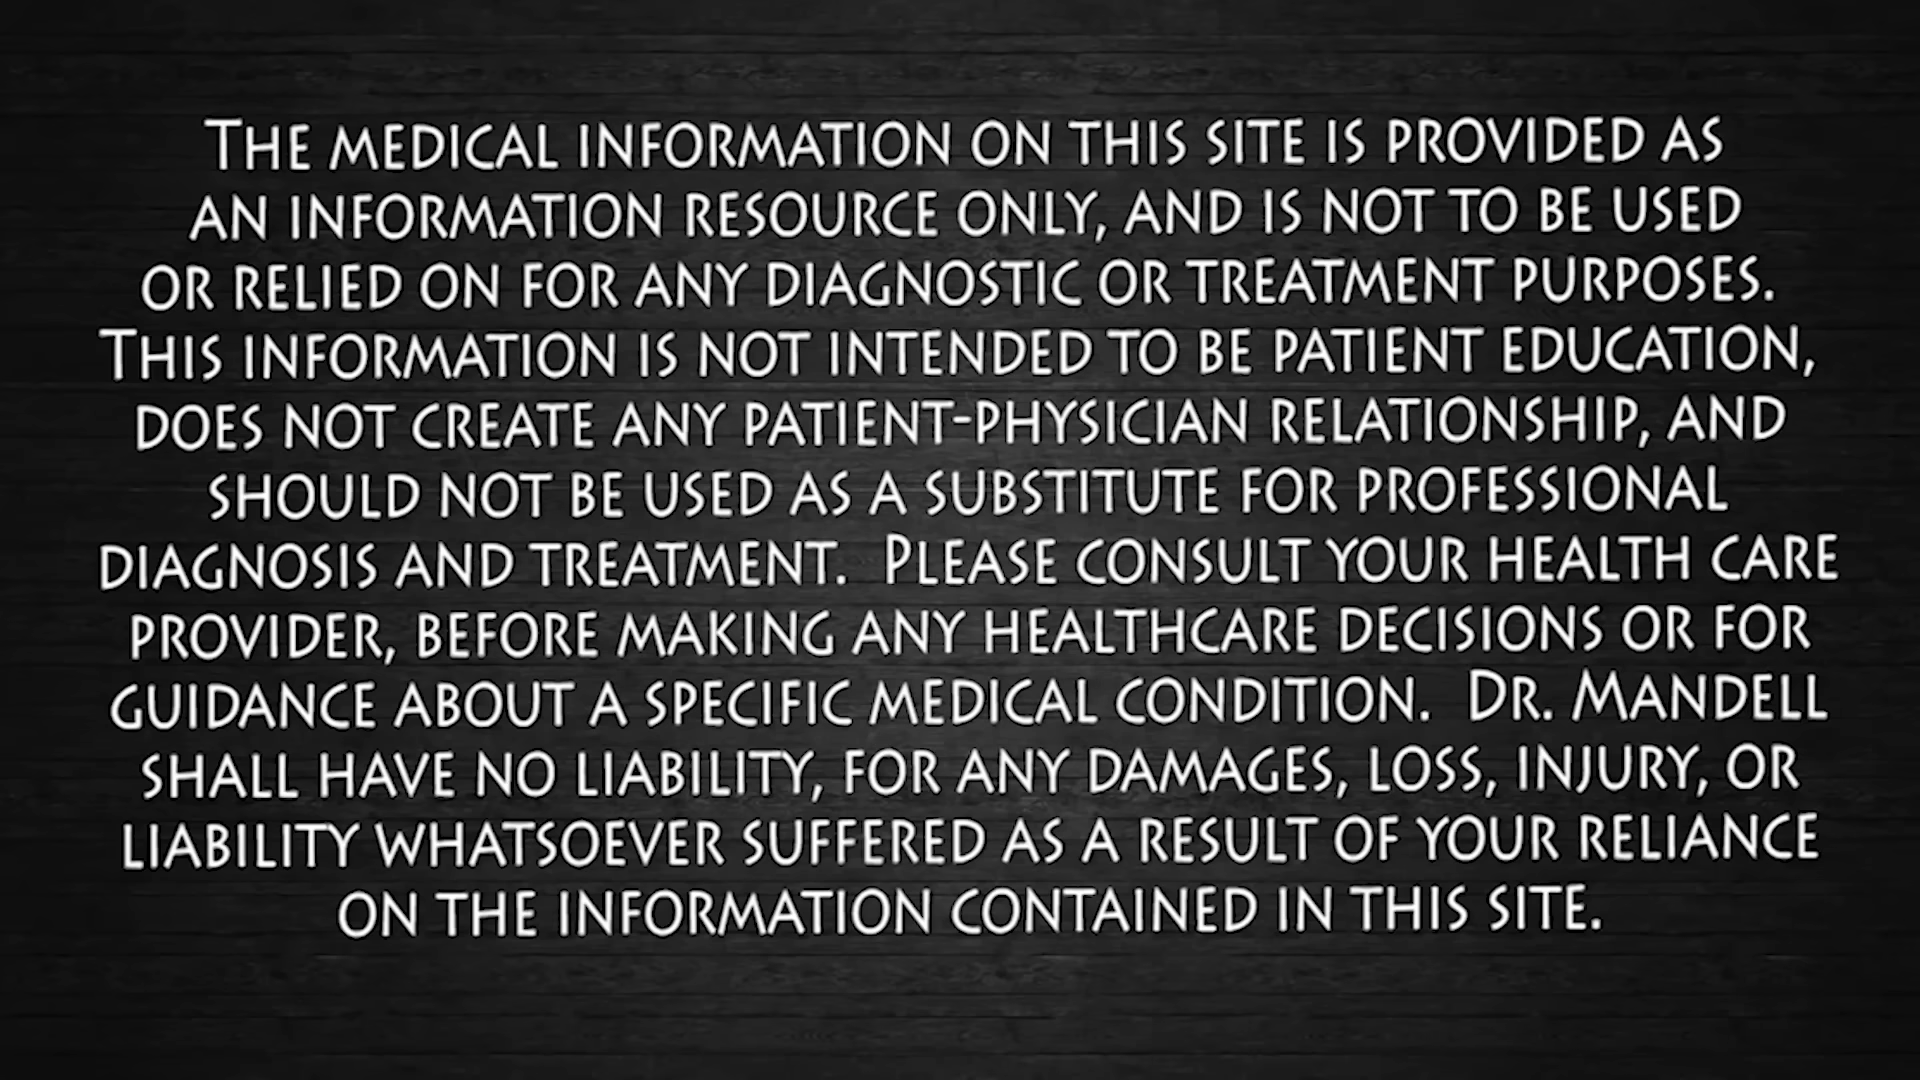 The medical information on this site is provided as
an information resource only, and is not to be used
or relied on for any diagnostic or treatment purposes.
This information is not intended to be patient education,
does not create any patient-physician relationship, and
should not be used as a substitute for professional
diagnosis and treatment.  Please consult your health care
provider, before making any healthcare decisions or for
guidance about a specific medical condition.  Dr. Mandell
shall have no liability, for any damages, loss, injury, or
liability whatsoever suffered as a result of your reliance
on the information contained in this site.